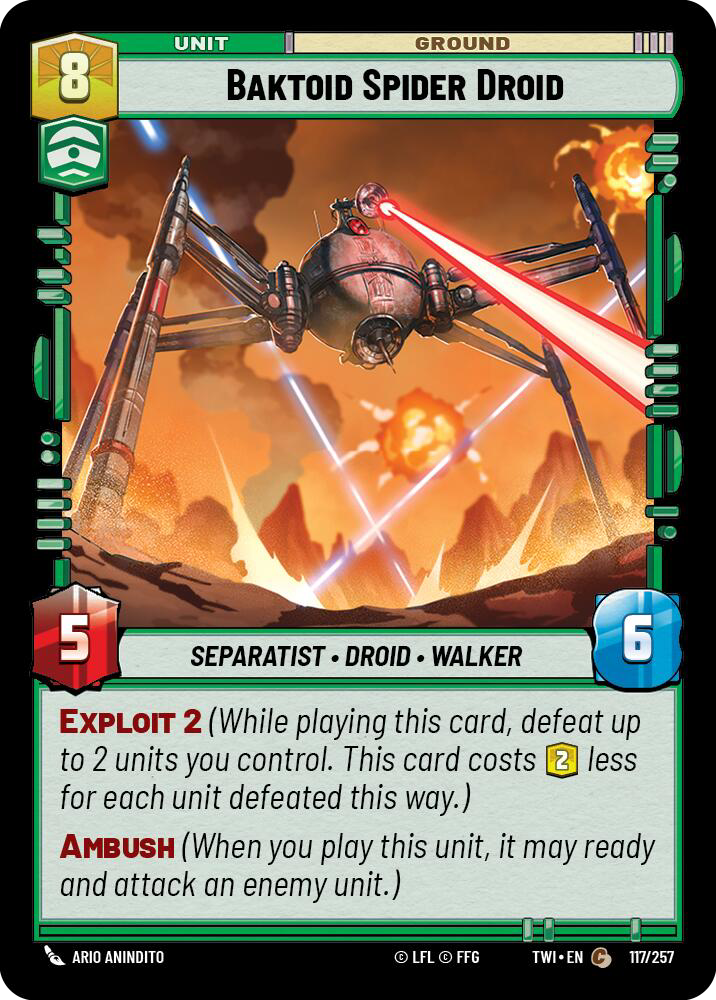 UNIT
GROUND
8
BAKTOID SPIDER DROID
5
SEPARATIST • DROID • WALKER
6
EXPLOIT 2 (While playing this card, defeat up
to 2 units you control. This card costs 2 less
for each unit defeated this way.)
AMBUSH (When you play this unit, it may ready
and attack an enemy unit.)
ARIO ANINDITO
© LFL © FFG
TWI • EN
C
117/257